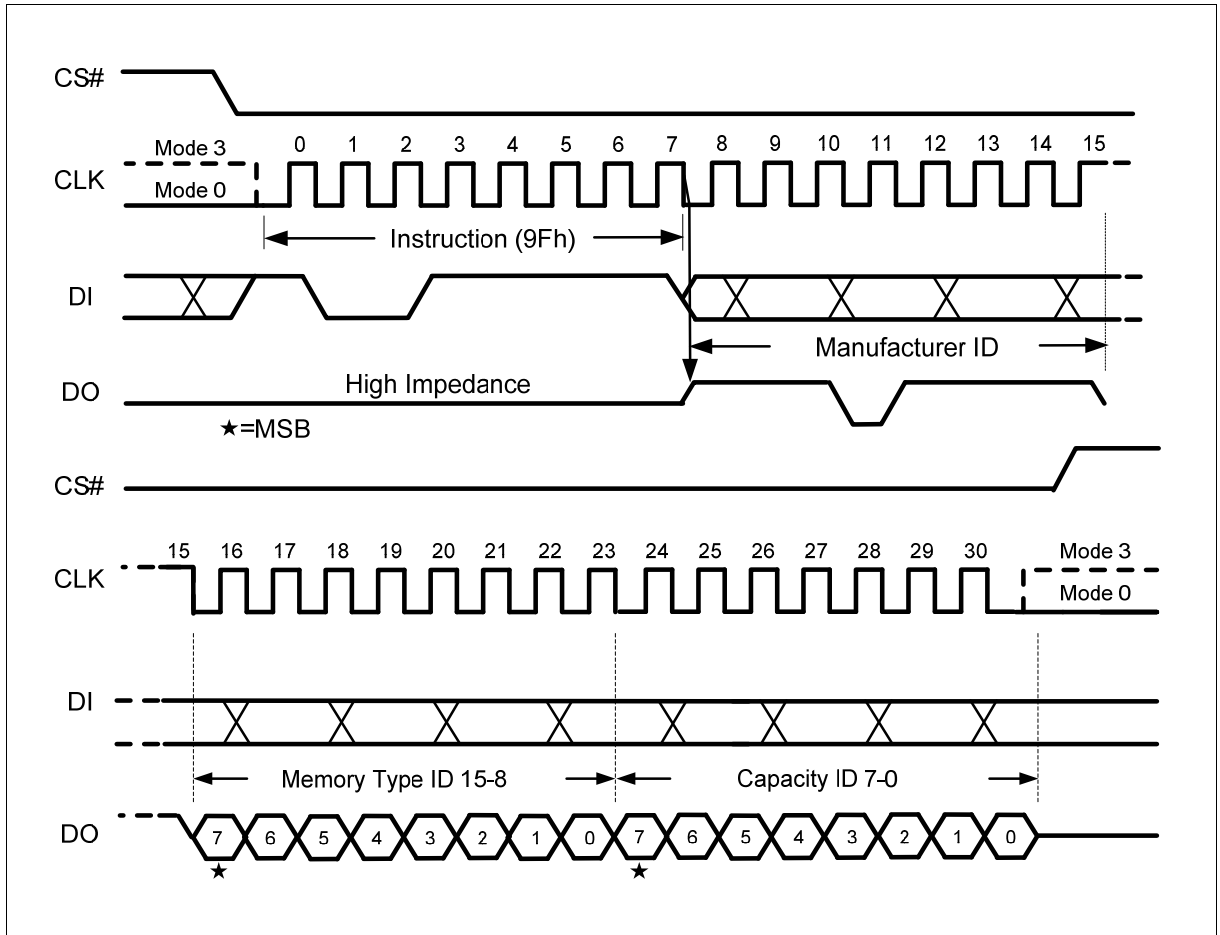 CS#
Mode 3
0 1 2 3 4 5 6 7 8 9 10 11 12 13 14 15
CLK
Mode 0
Instruction (9Fh)
DI
Manufacturer ID
High Impedance
DO
★=MSB
CS#
15 16 17 18 19 20 21 22 23 24 25 26 27 28 29 30
Mode 3
CLK
Mode 0
DI
Memory Type ID 15-8
Capacity ID 7-0
DO
7 6 5 4 3 2 1 0 7 6 5 4 3 2 1 0
★ ★